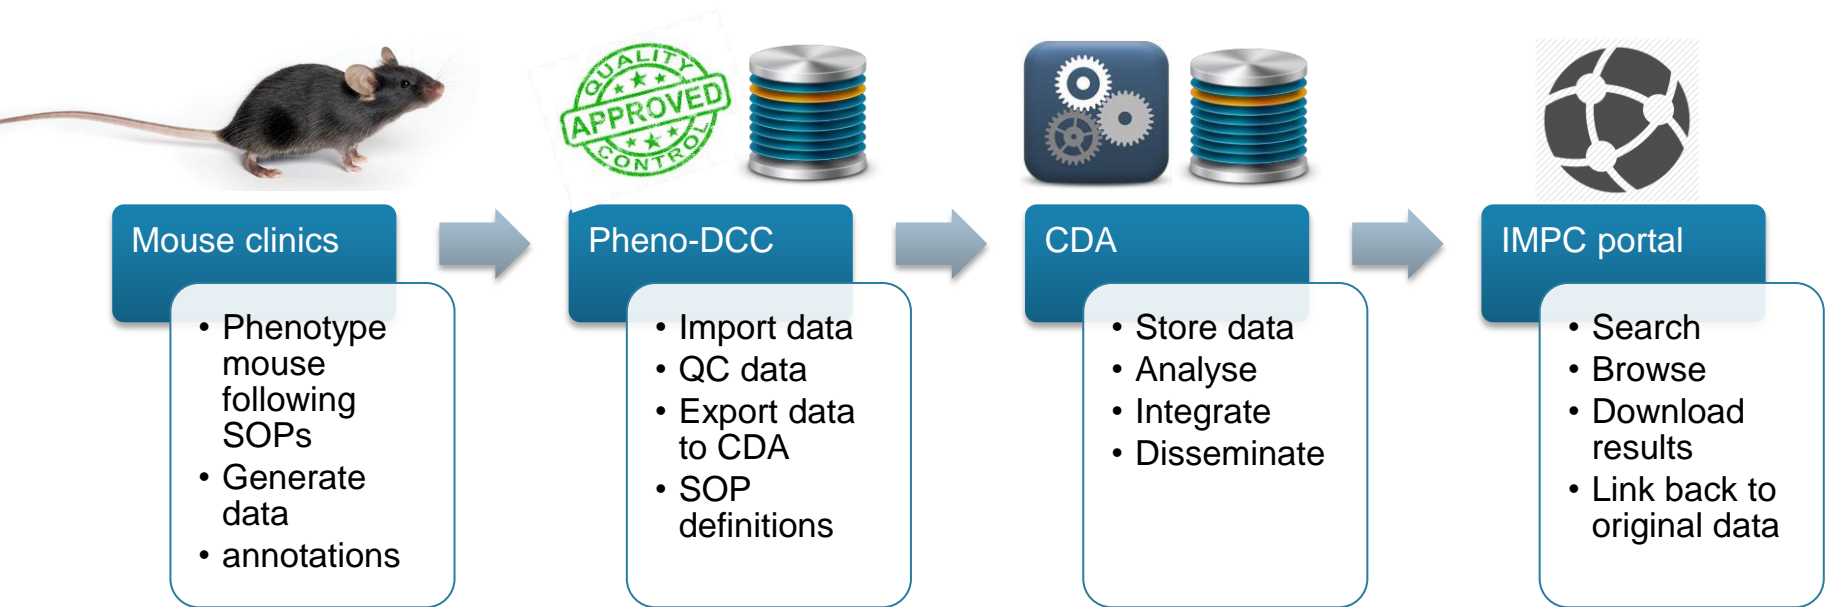 QUALITY
APPROVED
CONTROL
Mouse clinics
• Phenotype
mouse
following
SOPs
• Generate
data
• annotations
Pheno-DCC
• Import data
• QC data
• Export data
to CDA
• SOP
definitions
CDA
• Store data
• Analyse
• Integrate
• Disseminate
IMPC portal
• Search
• Browse
• Download
results
• Link back to
original data